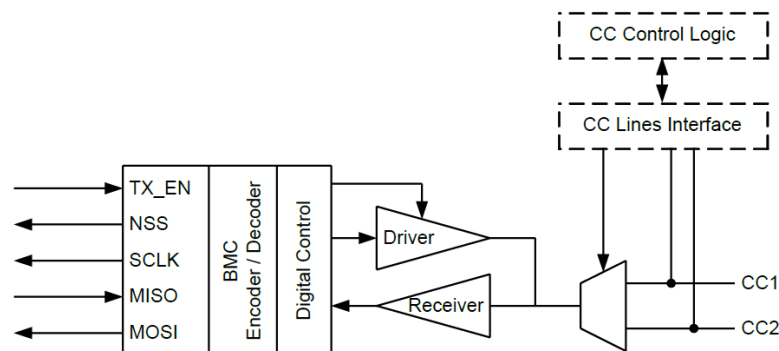 CC Control Logic
CC Lines Interface
TX_EN
NSS
SCLK
MISO
MOSI
BMC
Encoder / Decoder
Digital Control
Driver
Receiver
CC1
CC2